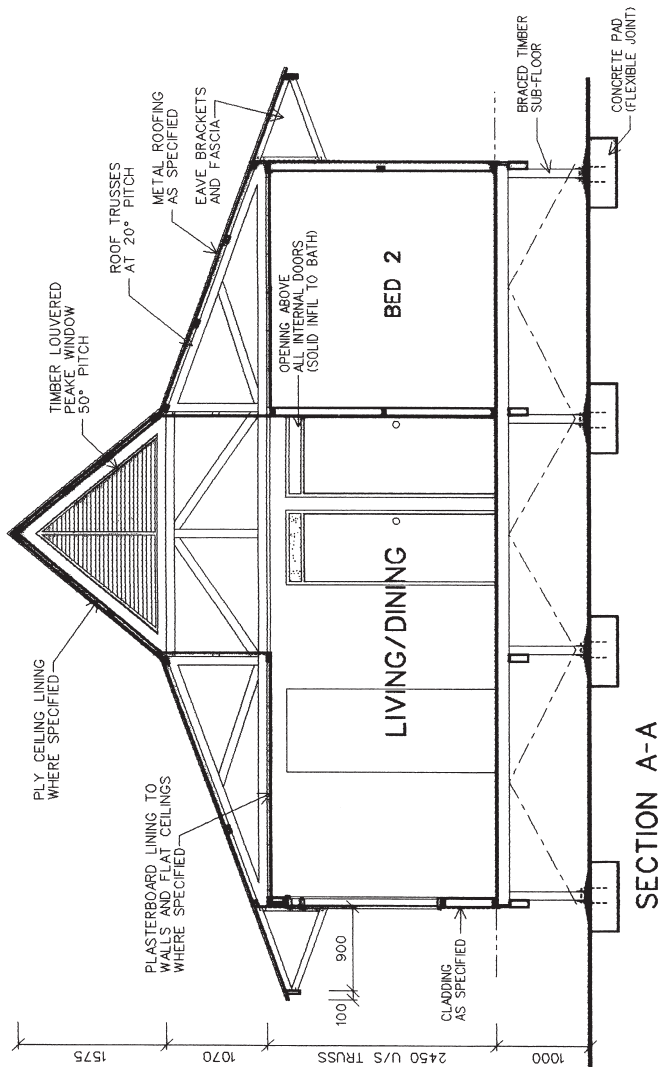 PLY CEILING LINING
WHERE SPECIFIED
TIMBER LOUVERED
PEAKE WINDOW
50° PITCH
ROOF TRUSSES
AT 20° PITCH
METAL ROOFING
AS SPECIFIED
EAVE BRACKETS
AND FASCIA
PLASTERBOARD LINING TO
WALLS AND FLAT CEILINGS
WHERE SPECIFIED
OPENING ABOVE
ALL INTERNAL DOORS
(SOLID INFIL TO BATH)
LIVING/DINING
BED 2
1575
1070
2450 U/S TRUSS
1000
100
900
CLADDING
AS SPECIFIED
BRACED TIMBER
SUB-FLOOR
CONCRETE PAD
(FLEXIBLE JOINT)
SECTION A-A